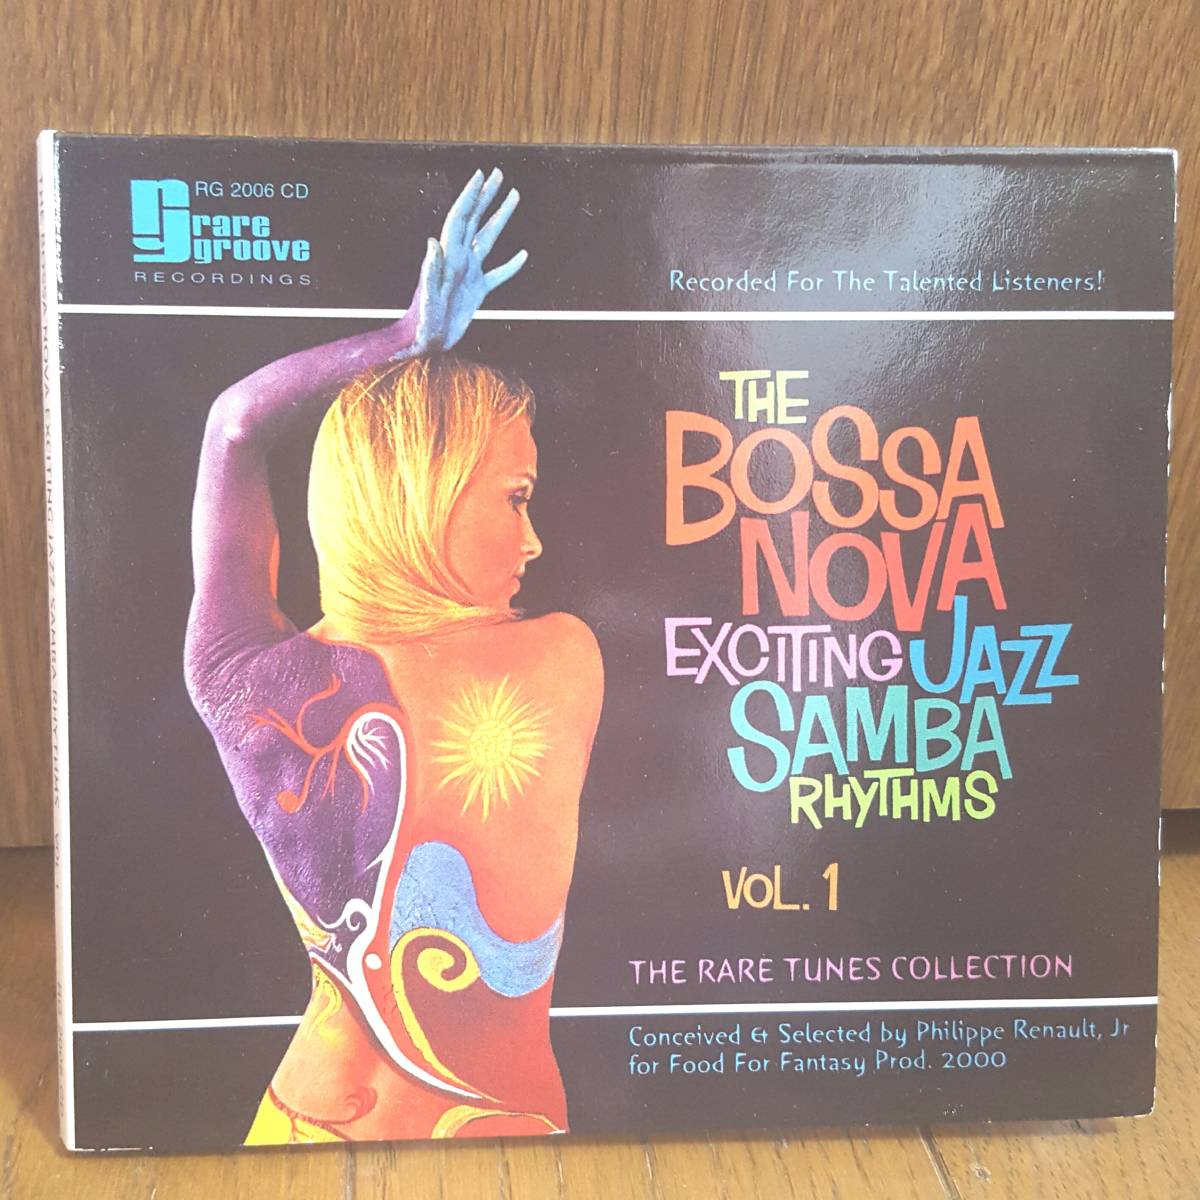 RG 2006 CD
rare
groove
RECORDINGS
Recorded For The Talented Listeners!
THE
BOSSA
NOVA
EXCITING JAZZ
SAMBA
RHYTHMS
VOL. 1
THE RARE TUNES COLLECTION
Conceived & Selected by Philippe Renault, Jr
for Food For Fantasy Prod. 2000
THE BOSSA NOVA EXCITING JAZZ SAMBA RHYTHMS VOL. 1